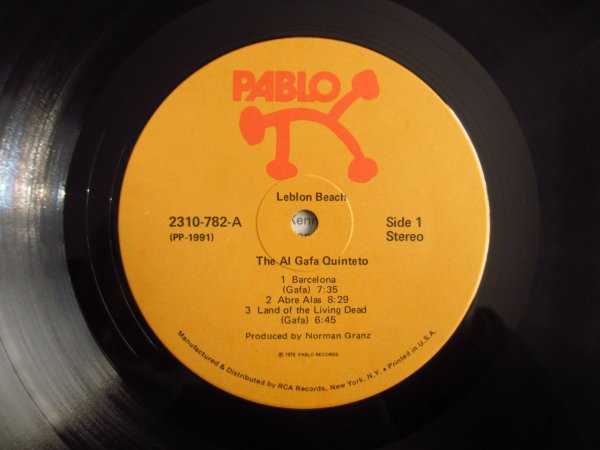 PABLO
Leblon Beach
2310-782-A
(PP-1991)
Side 1
Stereo
The Al Gafa Quinteto
1 Barcelona
(Gafa) 7:35
2 Abre Alas 8:29
3 Land of the Living Dead
(Gafa) 6:45
Produced by Norman Granz
℗ 1976 PABLO RECORDS
Manufactured & Distributed by RCA Records, New York, N.Y. • Printed in U.S.A.